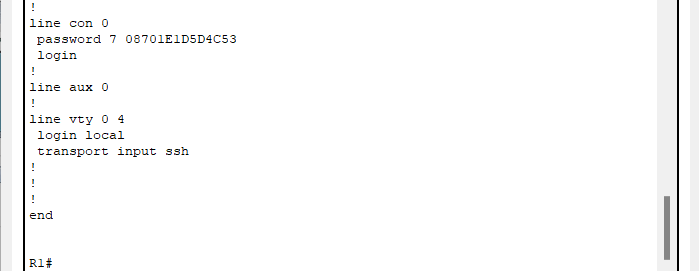 !
line con 0
 password 7 08701E1D5D4C53
 login
!
line aux 0
!
line vty 0 4
 login local
 transport input ssh
!
!
!
end
R1#